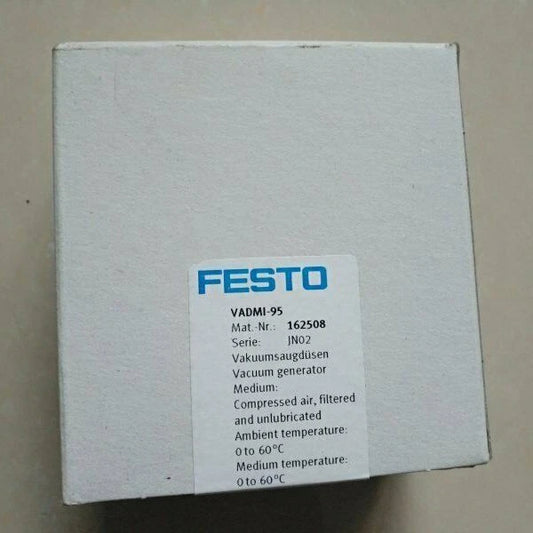 FESTO
VADMI-95
Mat.-Nr.: 162508
Serie: JN02
Vakuumsaugdüsen
Vacuum generator
Medium:
Compressed air, filtered
and unlubricated
Ambient temperature:
0 to 60°C
Medium temperature:
0 to 60°C